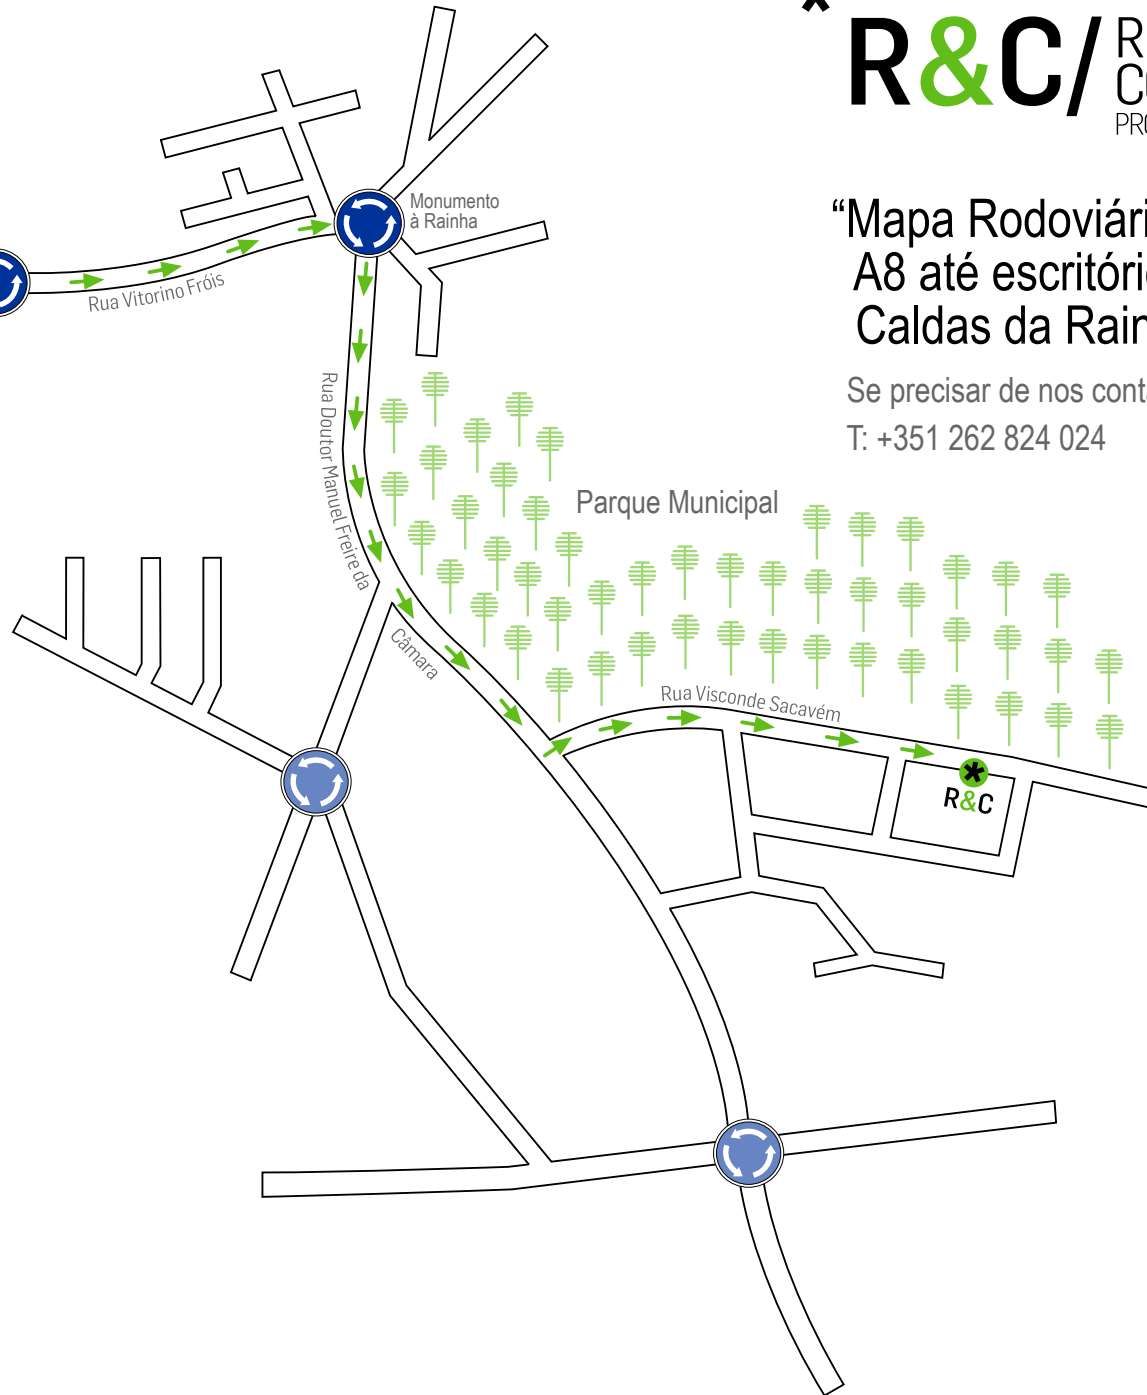 R&C/
Monumento
à Rainha
Rua Vitorino Fróis
Rua Doutor Manuel Freire da
Câmara
Parque Municipal
Rua Visconde Sacavém
R&C
“Mapa Rodoviári
A8 até escritóri
Caldas da Rain
Se precisar de nos cont
T: +351 262 824 024